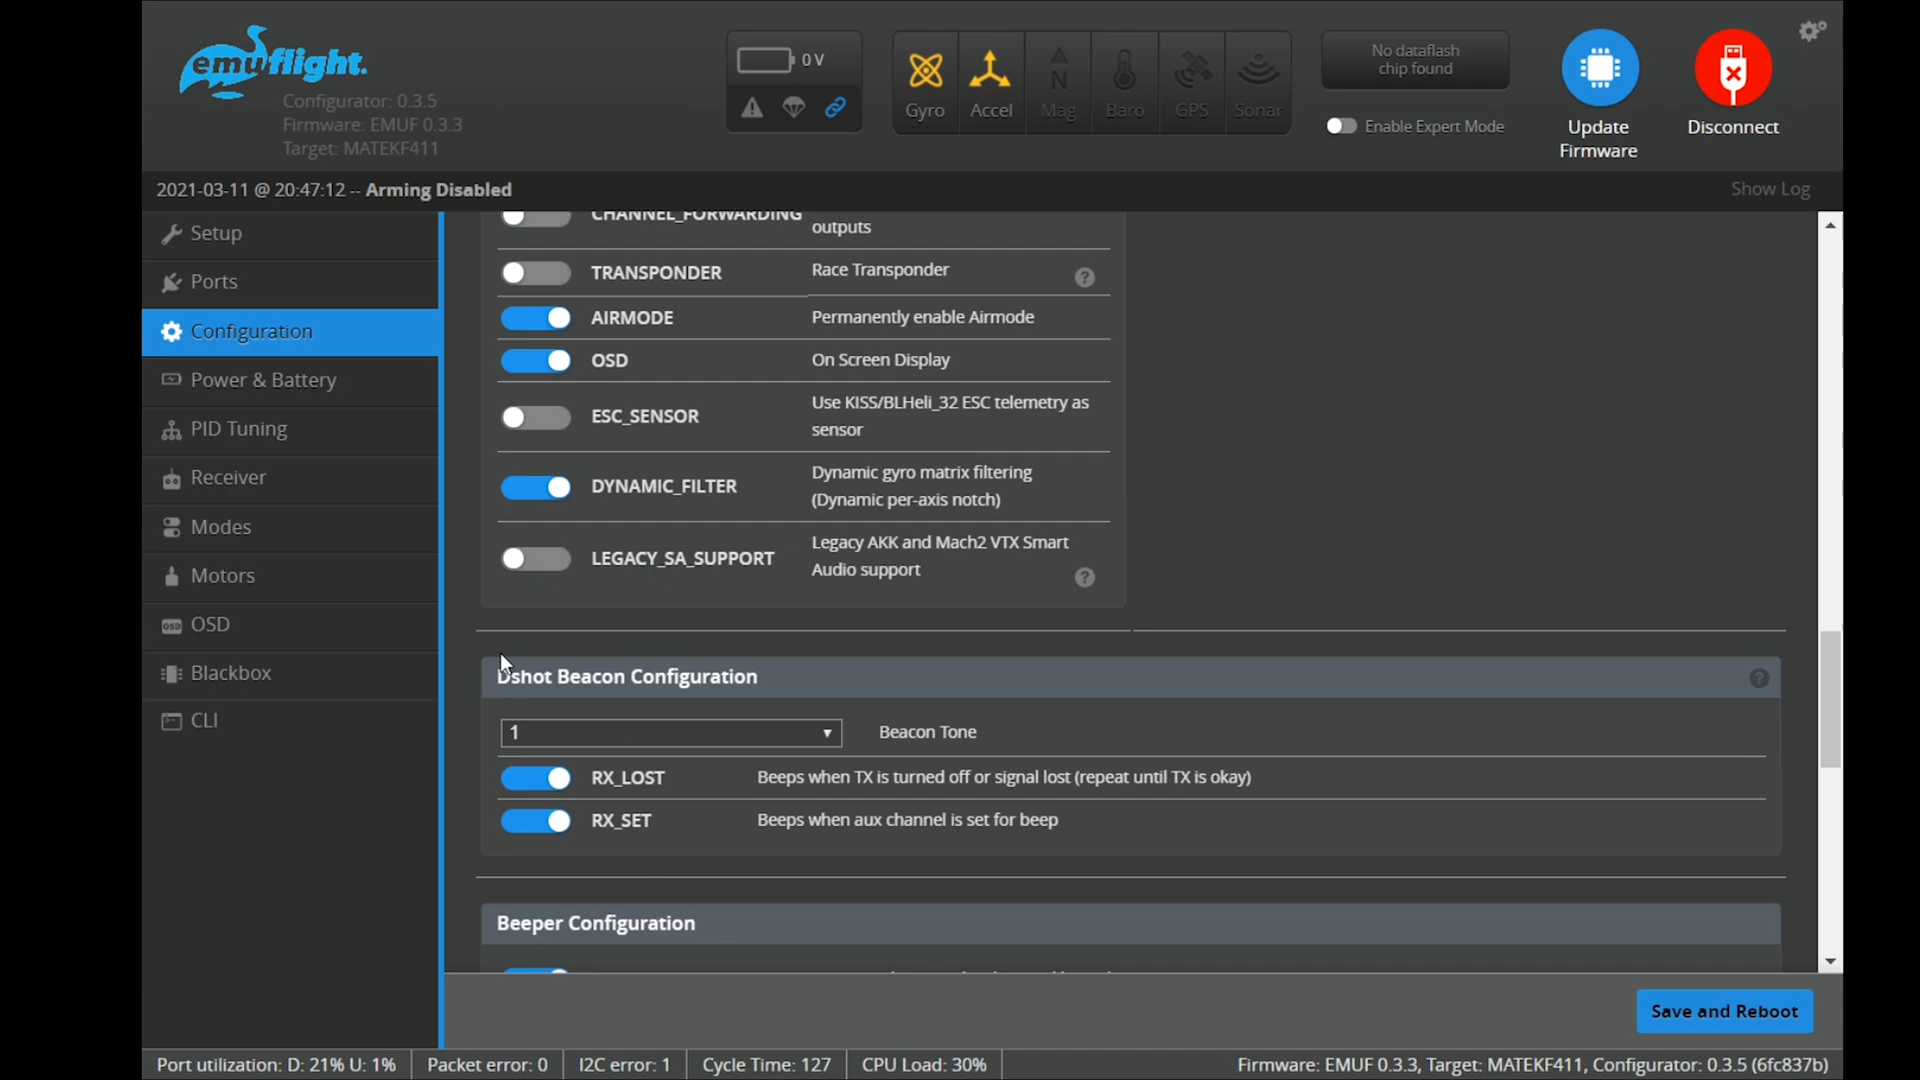 emuflight.
Configurator: 0.3.5
Firmware: EMUF 0.3.3
Target: MATEKF411
0 V
Gyro
Accel
Mag
Baro
GPS
Sonar
No dataflash
chip found
Enable Expert Mode
Update
Firmware
Disconnect
2021-03-11 @ 20:47:12 -- Arming Disabled
Show Log
Setup
Ports
Configuration
Power & Battery
PID Tuning
Receiver
Modes
Motors
OSD OSD
Blackbox
CLI
CHANNEL_FORWARDING
outputs
TRANSPONDER
Race Transponder
?
AIRMODE
Permanently enable Airmode
OSD
On Screen Display
ESC_SENSOR
Use KISS/BLHeli_32 ESC telemetry as
sensor
DYNAMIC_FILTER
Dynamic gyro matrix filtering
(Dynamic per-axis notch)
LEGACY_SA_SUPPORT
Legacy AKK and Mach2 VTX Smart
Audio support
?
Dshot Beacon Configuration
?
1
Beacon Tone
RX_LOST
Beeps when TX is turned off or signal lost (repeat until TX is okay)
RX_SET
Beeps when aux channel is set for beep
Beeper Configuration
Save and Reboot
Port utilization: D: 21% U: 1%
Packet error: 0
I2C error: 1
Cycle Time: 127
CPU Load: 30%
Firmware: EMUF 0.3.3, Target: MATEKF411, Configurator: 0.3.5 (6fc837b)